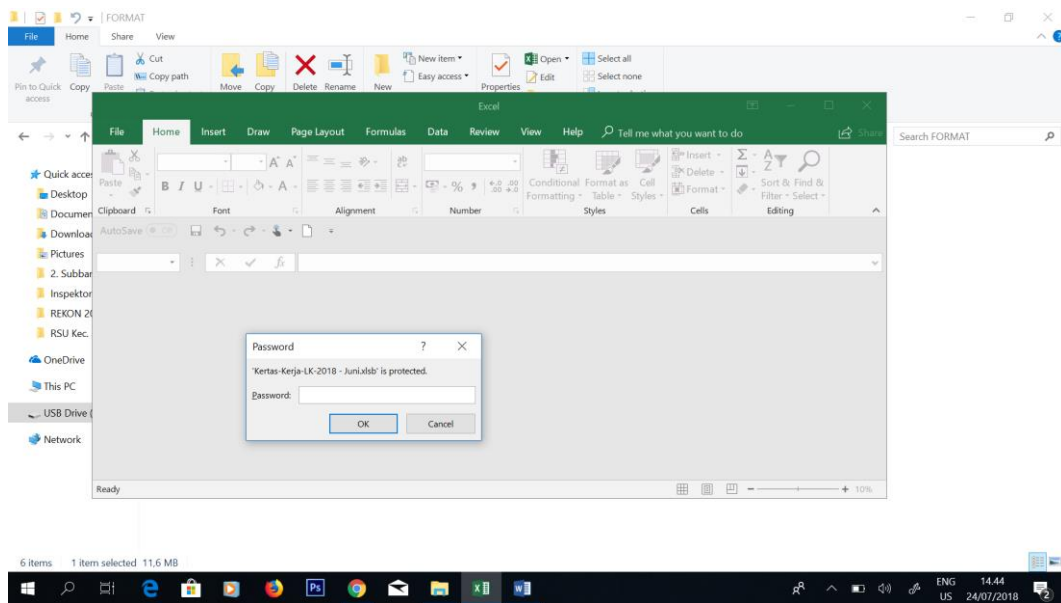 FORMAT
File Home Share View
Cut
Copy path
Pin to Quick access
Copy
Paste
Move
Copy
Delete
Rename
New
New item
Easy access
Properties
Open
Edit
Select all
Select none
Search FORMAT
Quick acce
Desktop
Documen
Downloa
Pictures
2. Subbar
Inspektor
REKON 20
RSU Kec.
OneDrive
This PC
USB Drive (
Network
Excel
File Home Insert Draw Page Layout Formulas Data Review View Help Tell me what you want to do Share
Paste
B I U
Conditional Formatting
Format as Table
Cell Styles
Insert
Delete
Format
Sort & Filter
Find & Select
Clipboard Font Alignment Number Styles Cells Editing
AutoSave Off
Password ?
'Kertas-Kerja-LK-2018 - Juni.xlsb' is protected.
Password:
OK Cancel
Ready 10%
6 items 1 item selected 11,6 MB
ENG 14.44
US 24/07/2018
2